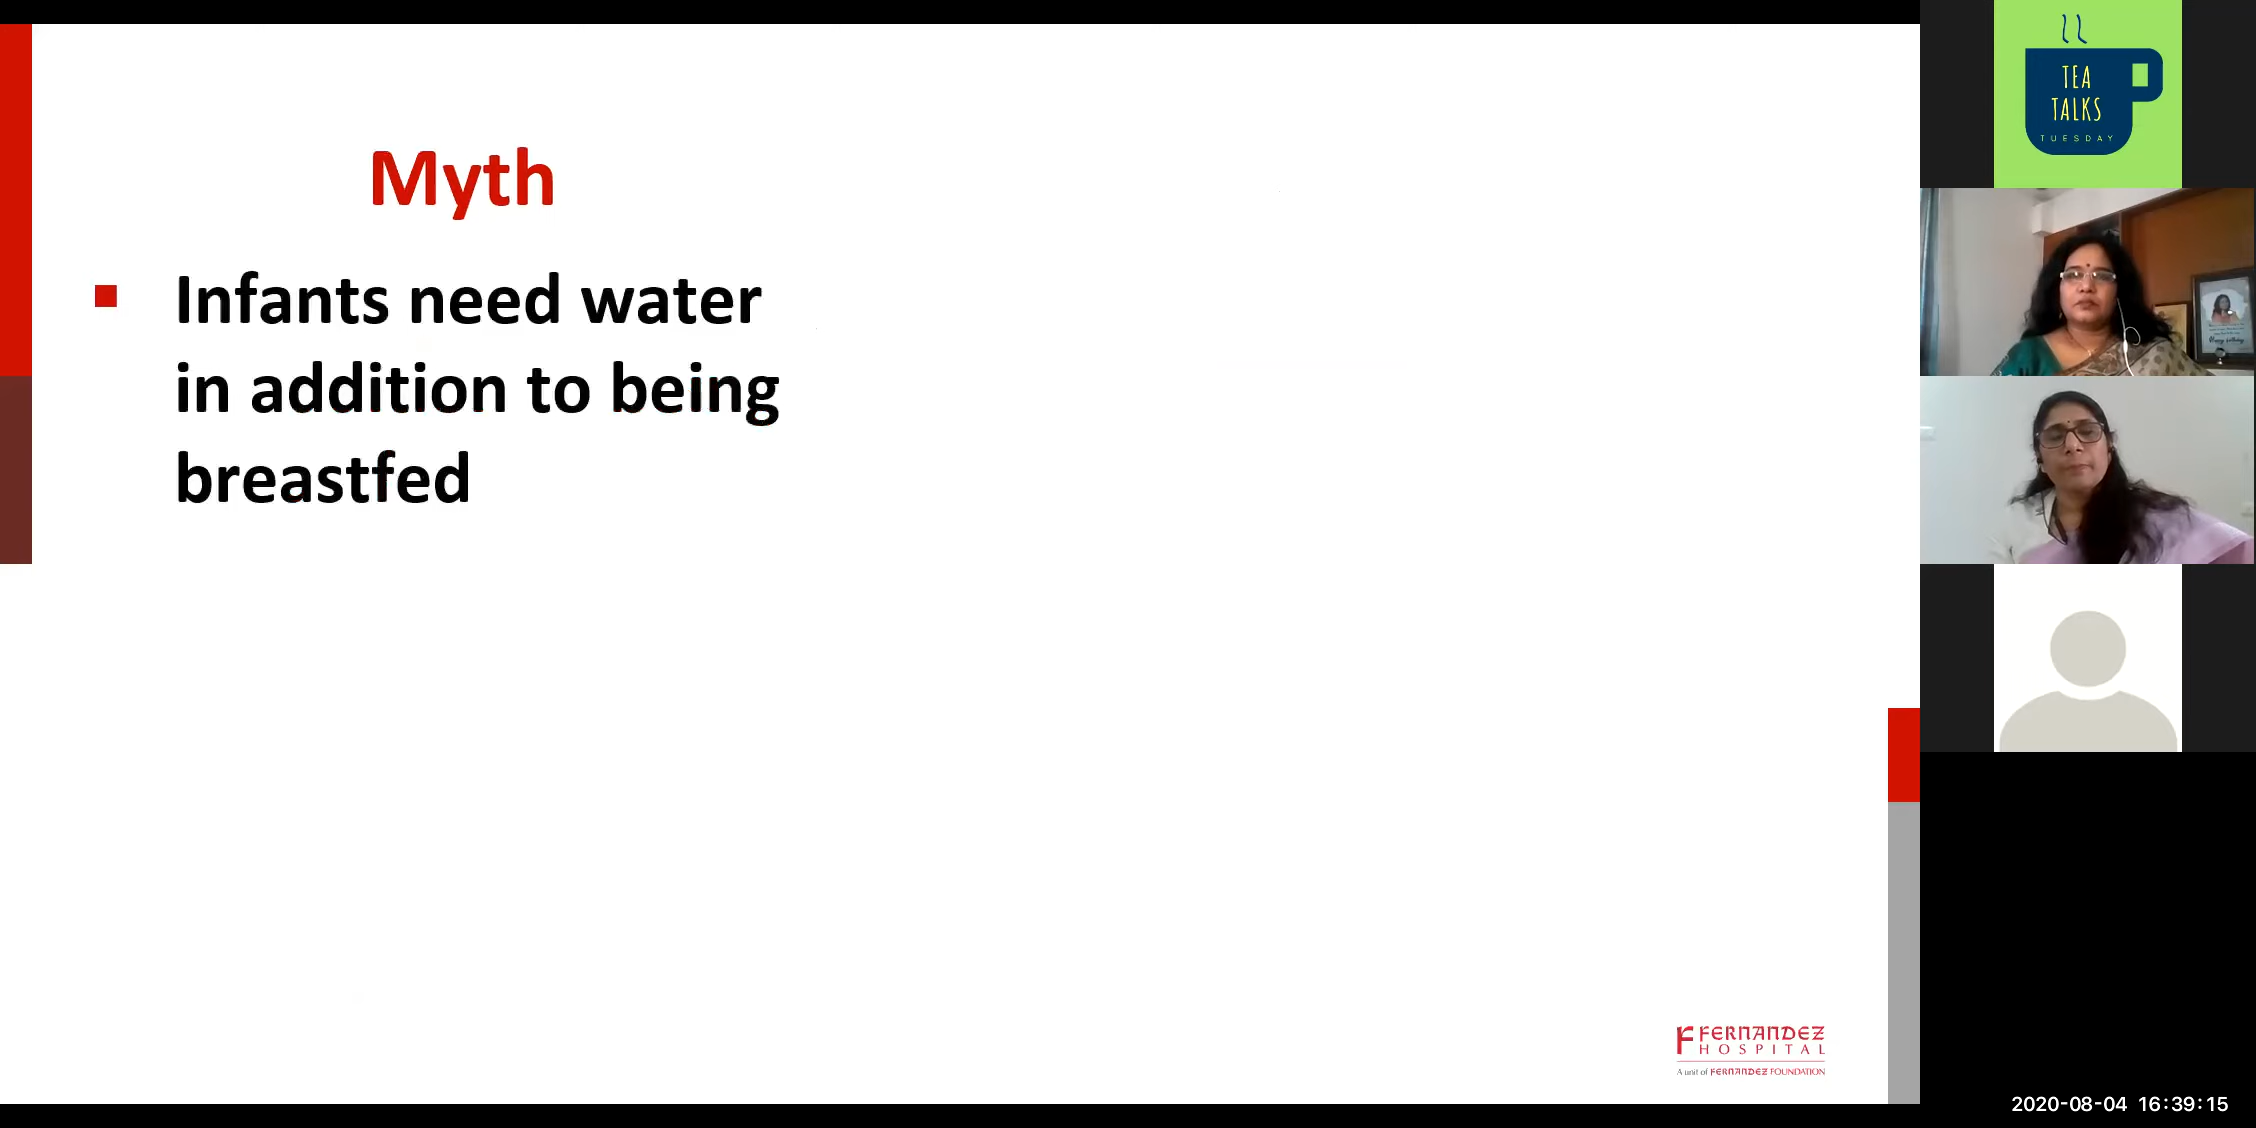 Myth
Infants need water
in addition to being
breastfed
FERNANDEZ
HOSPITAL
A unit of FERNANDEZ FOUNDATION
TEA
TALKS
TUESDAY
2020-08-04 16:39:15